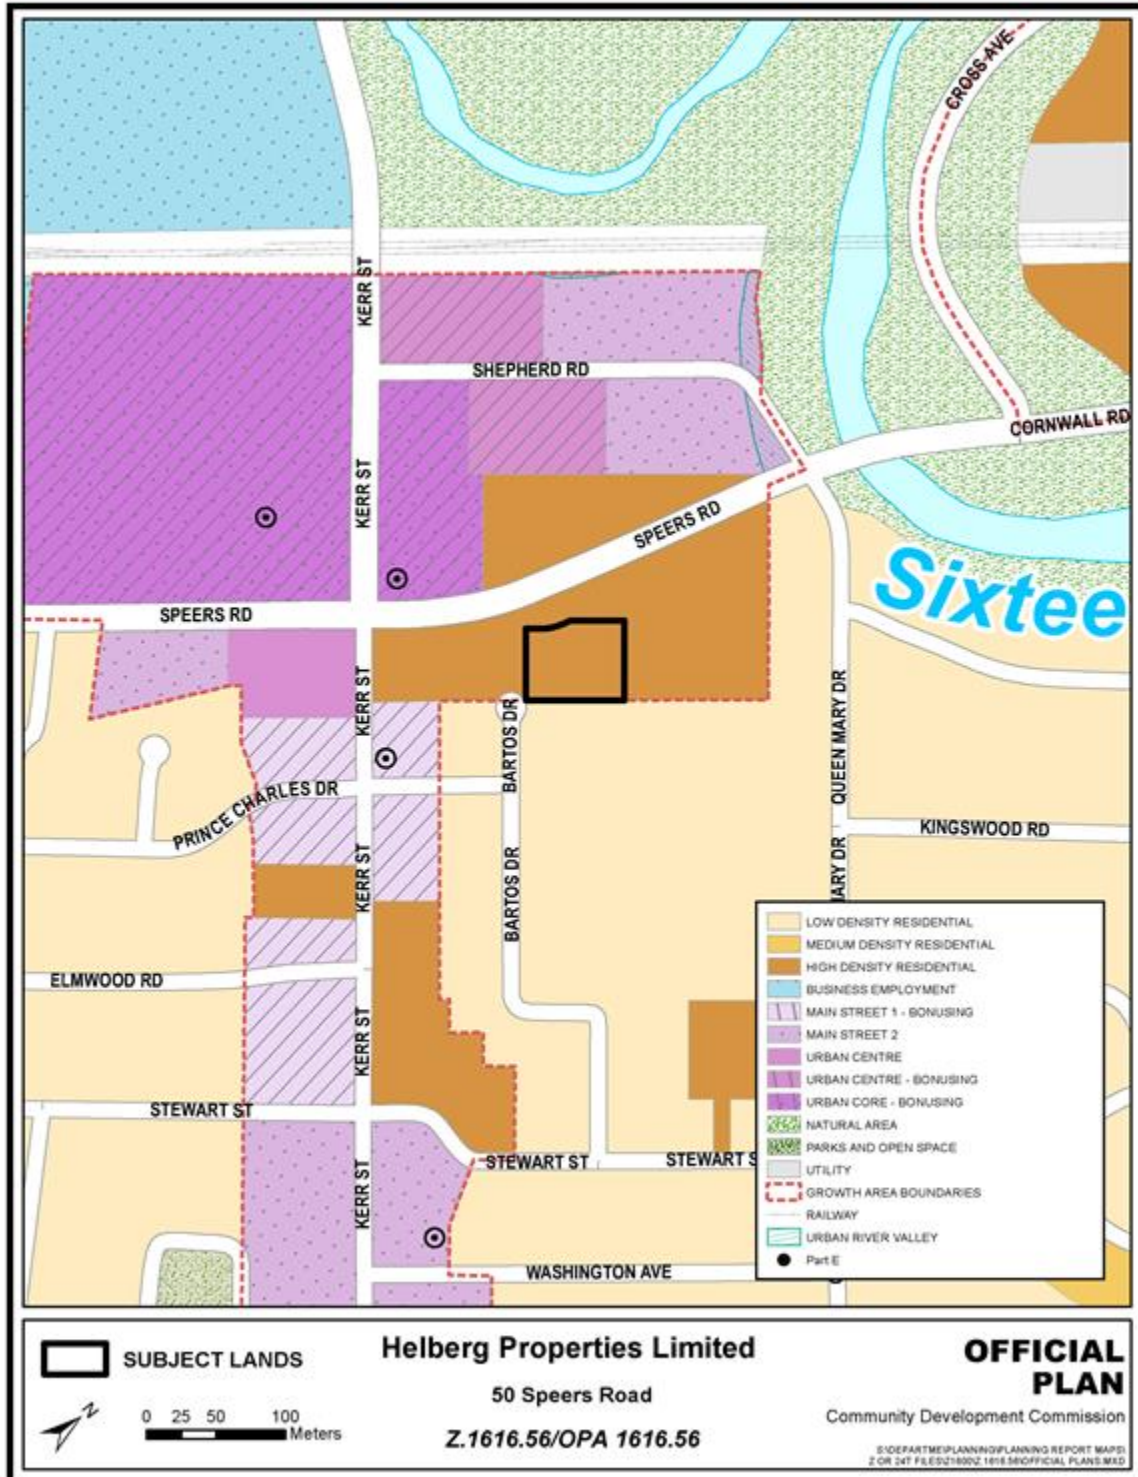 CROSS AVE
KERR ST
SHEPHERD RD
CORNWALL RD
KERR ST
SPEERS RD
Sixtee
SPEERS RD
KERR ST
BARTOS DR
QUEEN MARY DR
PRINCE CHARLES DR
KINGSWOOD RD
KERR ST
BARTOS DR
ARY DR
ELMWOOD RD
KERR ST
STEWART ST
STEWART ST
STEWART S
KERR ST
WASHINGTON AVE
LOW DENSITY RESIDENTIAL
MEDIUM DENSITY RESIDENTIAL
HIGH DENSITY RESIDENTIAL
BUSINESS EMPLOYMENT
MAIN STREET 1 - BONUSING
MAIN STREET 2
URBAN CENTRE
URBAN CENTRE - BONUSING
URBAN CORE - BONUSING
NATURAL AREA
PARKS AND OPEN SPACE
UTILITY
GROWTH AREA BOUNDARIES
RAILWAY
URBAN RIVER VALLEY
Part E
SUBJECT LANDS
N
0 25 50 100
Meters
Helberg Properties Limited
50 Speers Road
Z.1616.56/OPA 1616.56
OFFICIAL
PLAN
Community Development Commission